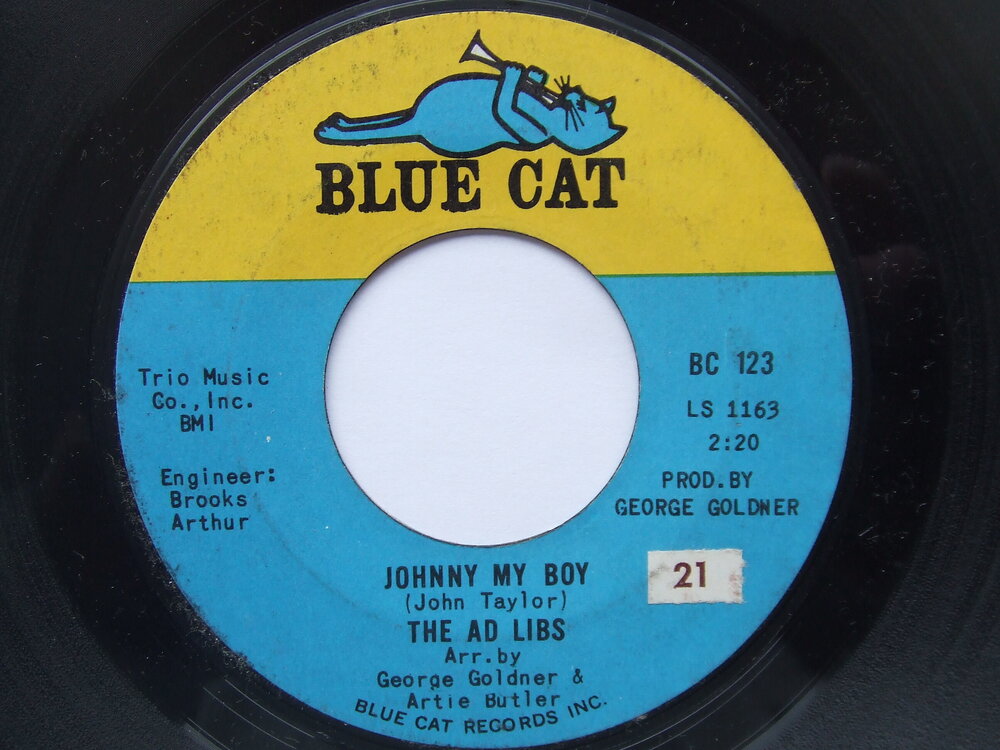 BLUE CAT
Trio Music
Co., Inc.
BMI
Engineer:
Brooks
Arthur
BC 123
LS 1163
2:20
PROD. BY
GEORGE GOLDNER
21
JOHNNY MY BOY
(John Taylor)
THE AD LIBS
Arr. by
George Goldner &
Artie Butler
BLUE CAT RECORDS INC.